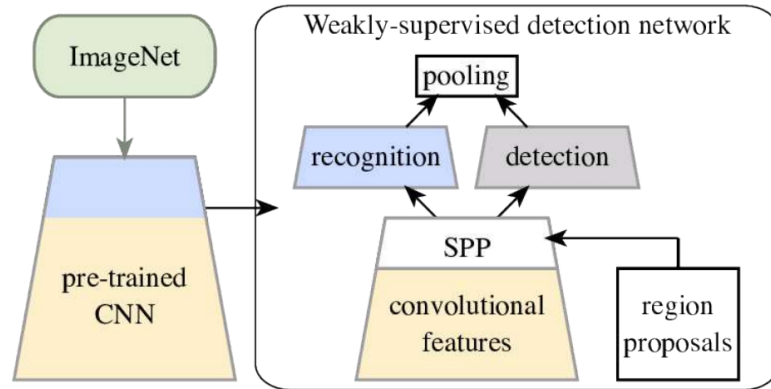 Weakly-supervised detection network
ImageNet
pooling
recognition
detection
SPP
pre-trained
CNN
convolutional
features
region
proposals